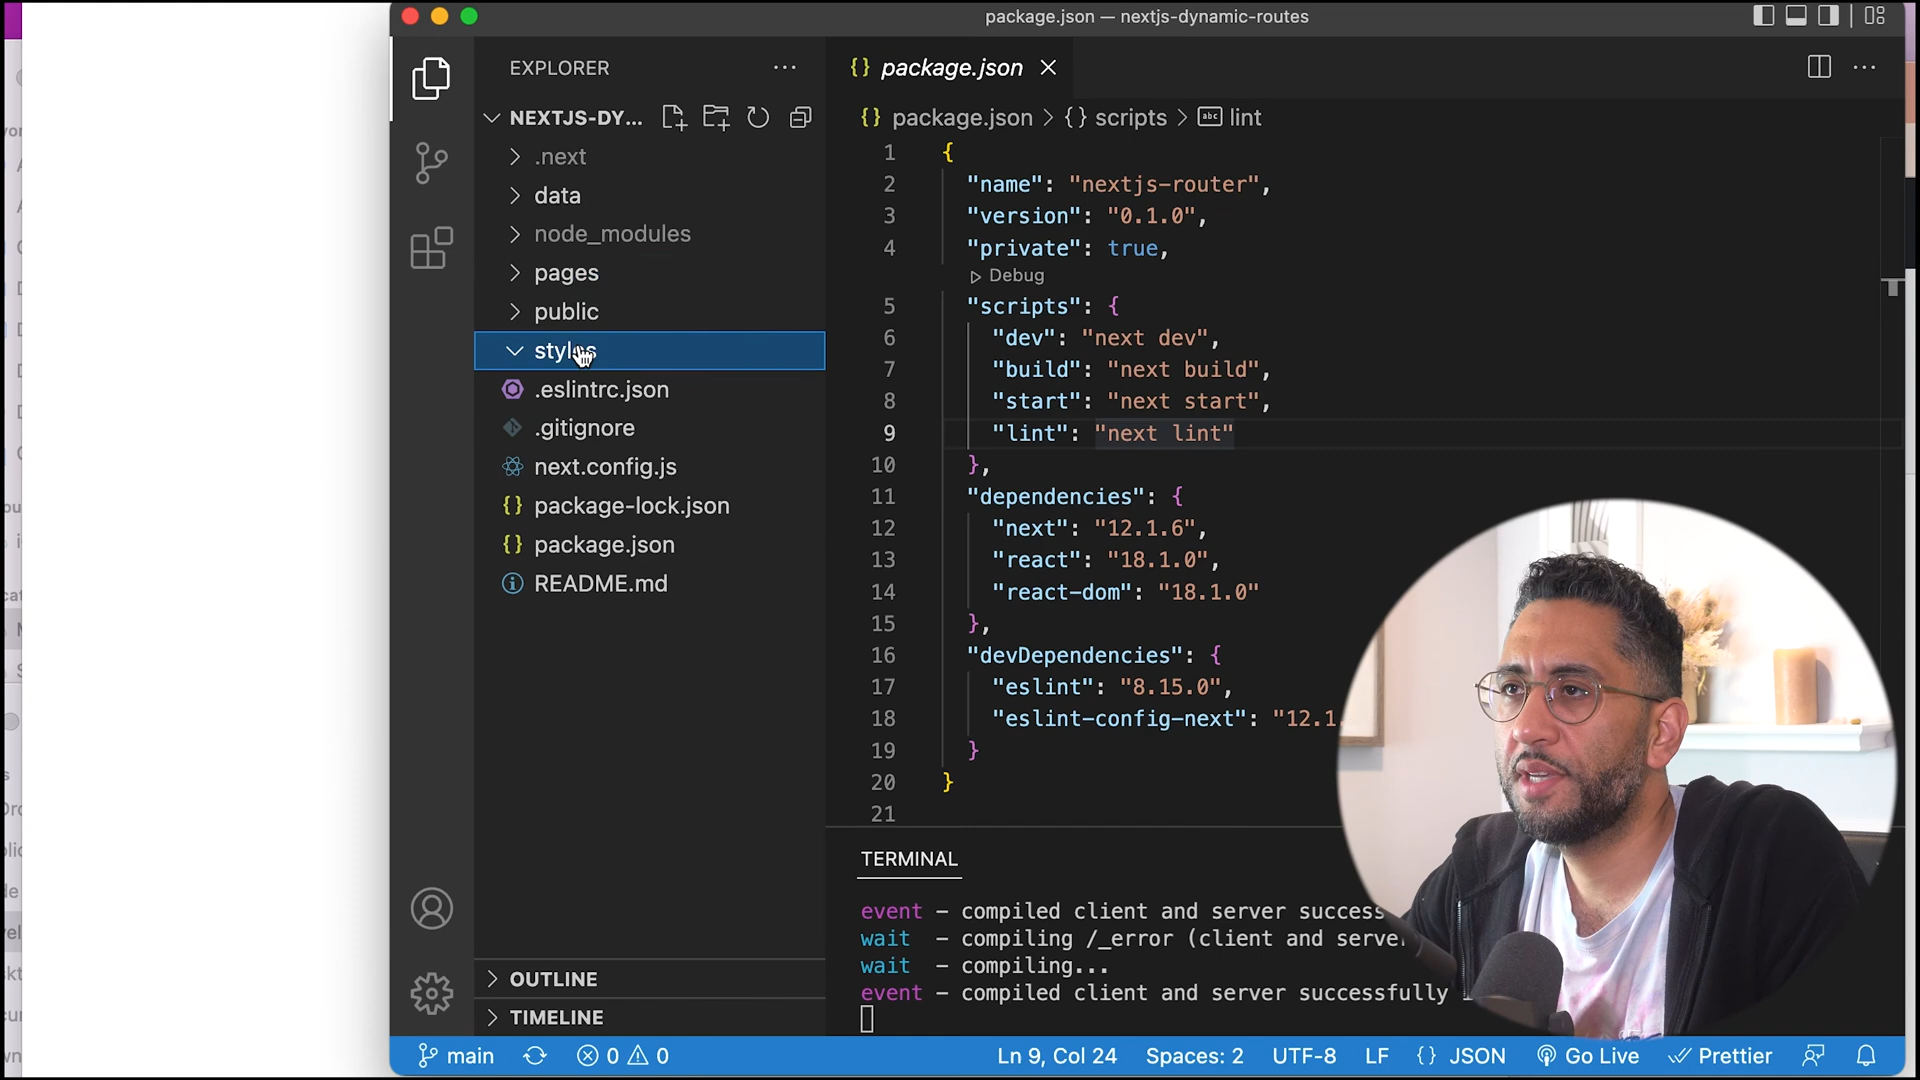 package.json — nextjs-dynamic-routes
EXPLORER
NEXTJS-DY...
.next
data
node_modules
pages
public
styles
.eslintrc.json
.gitignore
next.config.js
package-lock.json
package.json
README.md
OUTLINE
TIMELINE
{} package.json
{} package.json > {} scripts > abc lint
1 {
2 "name": "nextjs-router",
3 "version": "0.1.0",
4 "private": true,
Debug
5 "scripts": {
6 "dev": "next dev",
7 "build": "next build",
8 "start": "next start",
9 "lint": "next lint"
10 },
11 "dependencies": {
12 "next": "12.1.6",
13 "react": "18.1.0",
14 "react-dom": "18.1.0"
15 },
16 "devDependencies": {
17 "eslint": "8.15.0",
18 "eslint-config-next": "12.1.
19 }
20 }
21
TERMINAL
event - compiled client and server success
wait - compiling /_error (client and server
wait - compiling...
event - compiled client and server successfully
main
0 0
Ln 9, Col 24
Spaces: 2
UTF-8
LF
{} JSON
Go Live
Prettier